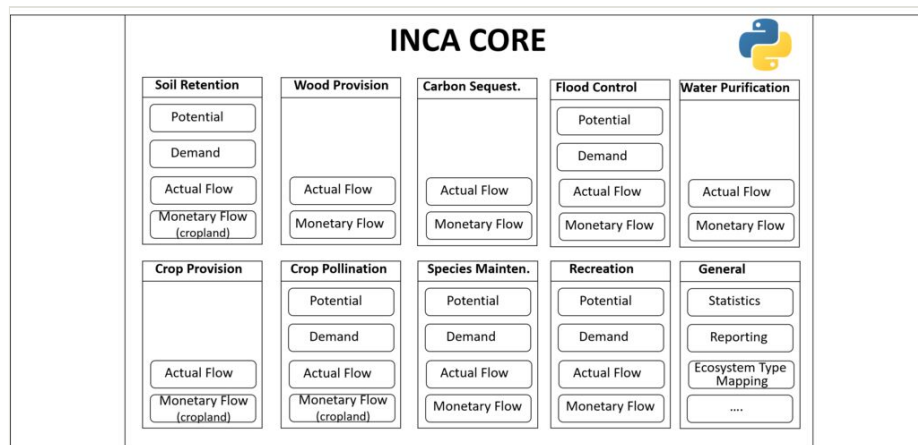 INCA CORE
Soil Retention
Potential
Demand
Actual Flow
Monetary Flow
(cropland)
Wood Provision
Actual Flow
Monetary Flow
Carbon Sequest.
Actual Flow
Monetary Flow
Flood Control
Potential
Demand
Actual Flow
Monetary Flow
Water Purification
Actual Flow
Monetary Flow
Crop Provision
Actual Flow
Monetary Flow
(cropland)
Crop Pollination
Potential
Demand
Actual Flow
Monetary Flow
(cropland)
Species Mainten.
Potential
Demand
Actual Flow
Monetary Flow
Recreation
Potential
Demand
Actual Flow
Monetary Flow
General
Statistics
Reporting
Ecosystem Type
Mapping
....